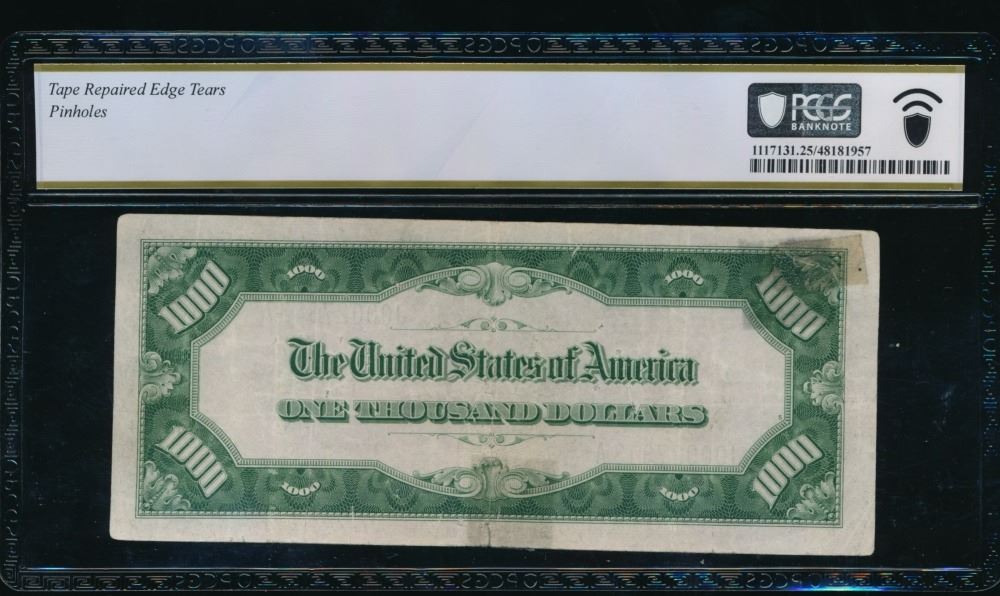 Tape Repaired Edge Tears
Pinholes
PCGS
BANKNOTE
1117131.25/48181957
1000 1000 1000 1000
The United States of America
ONE THOUSAND DOLLARS
1000 1000 1000 1000